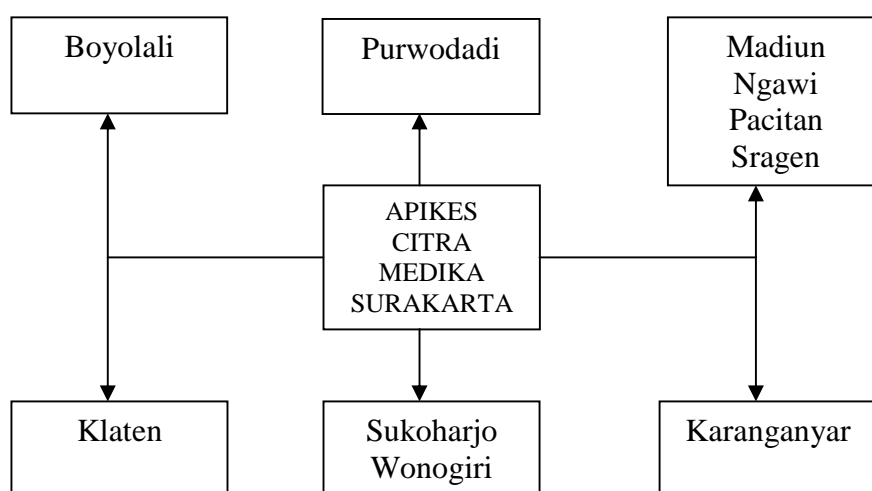 Boyolali
Purwodadi
Madiun
Ngawi
Pacitan
Sragen
APIKES
CITRA
MEDIKA
SURAKARTA
Klaten
Sukoharjo
Wonogiri
Karanganyar